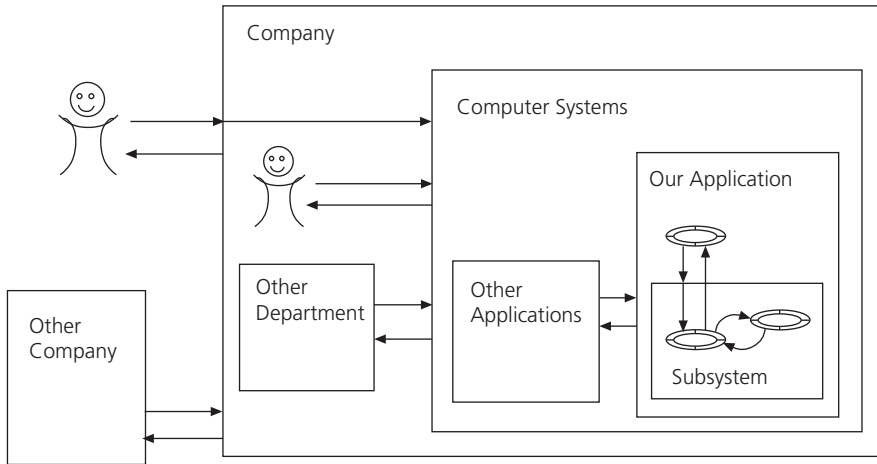 Company
Computer Systems
Our Application
Other
Department
Other
Applications
Other
Company
Subsystem